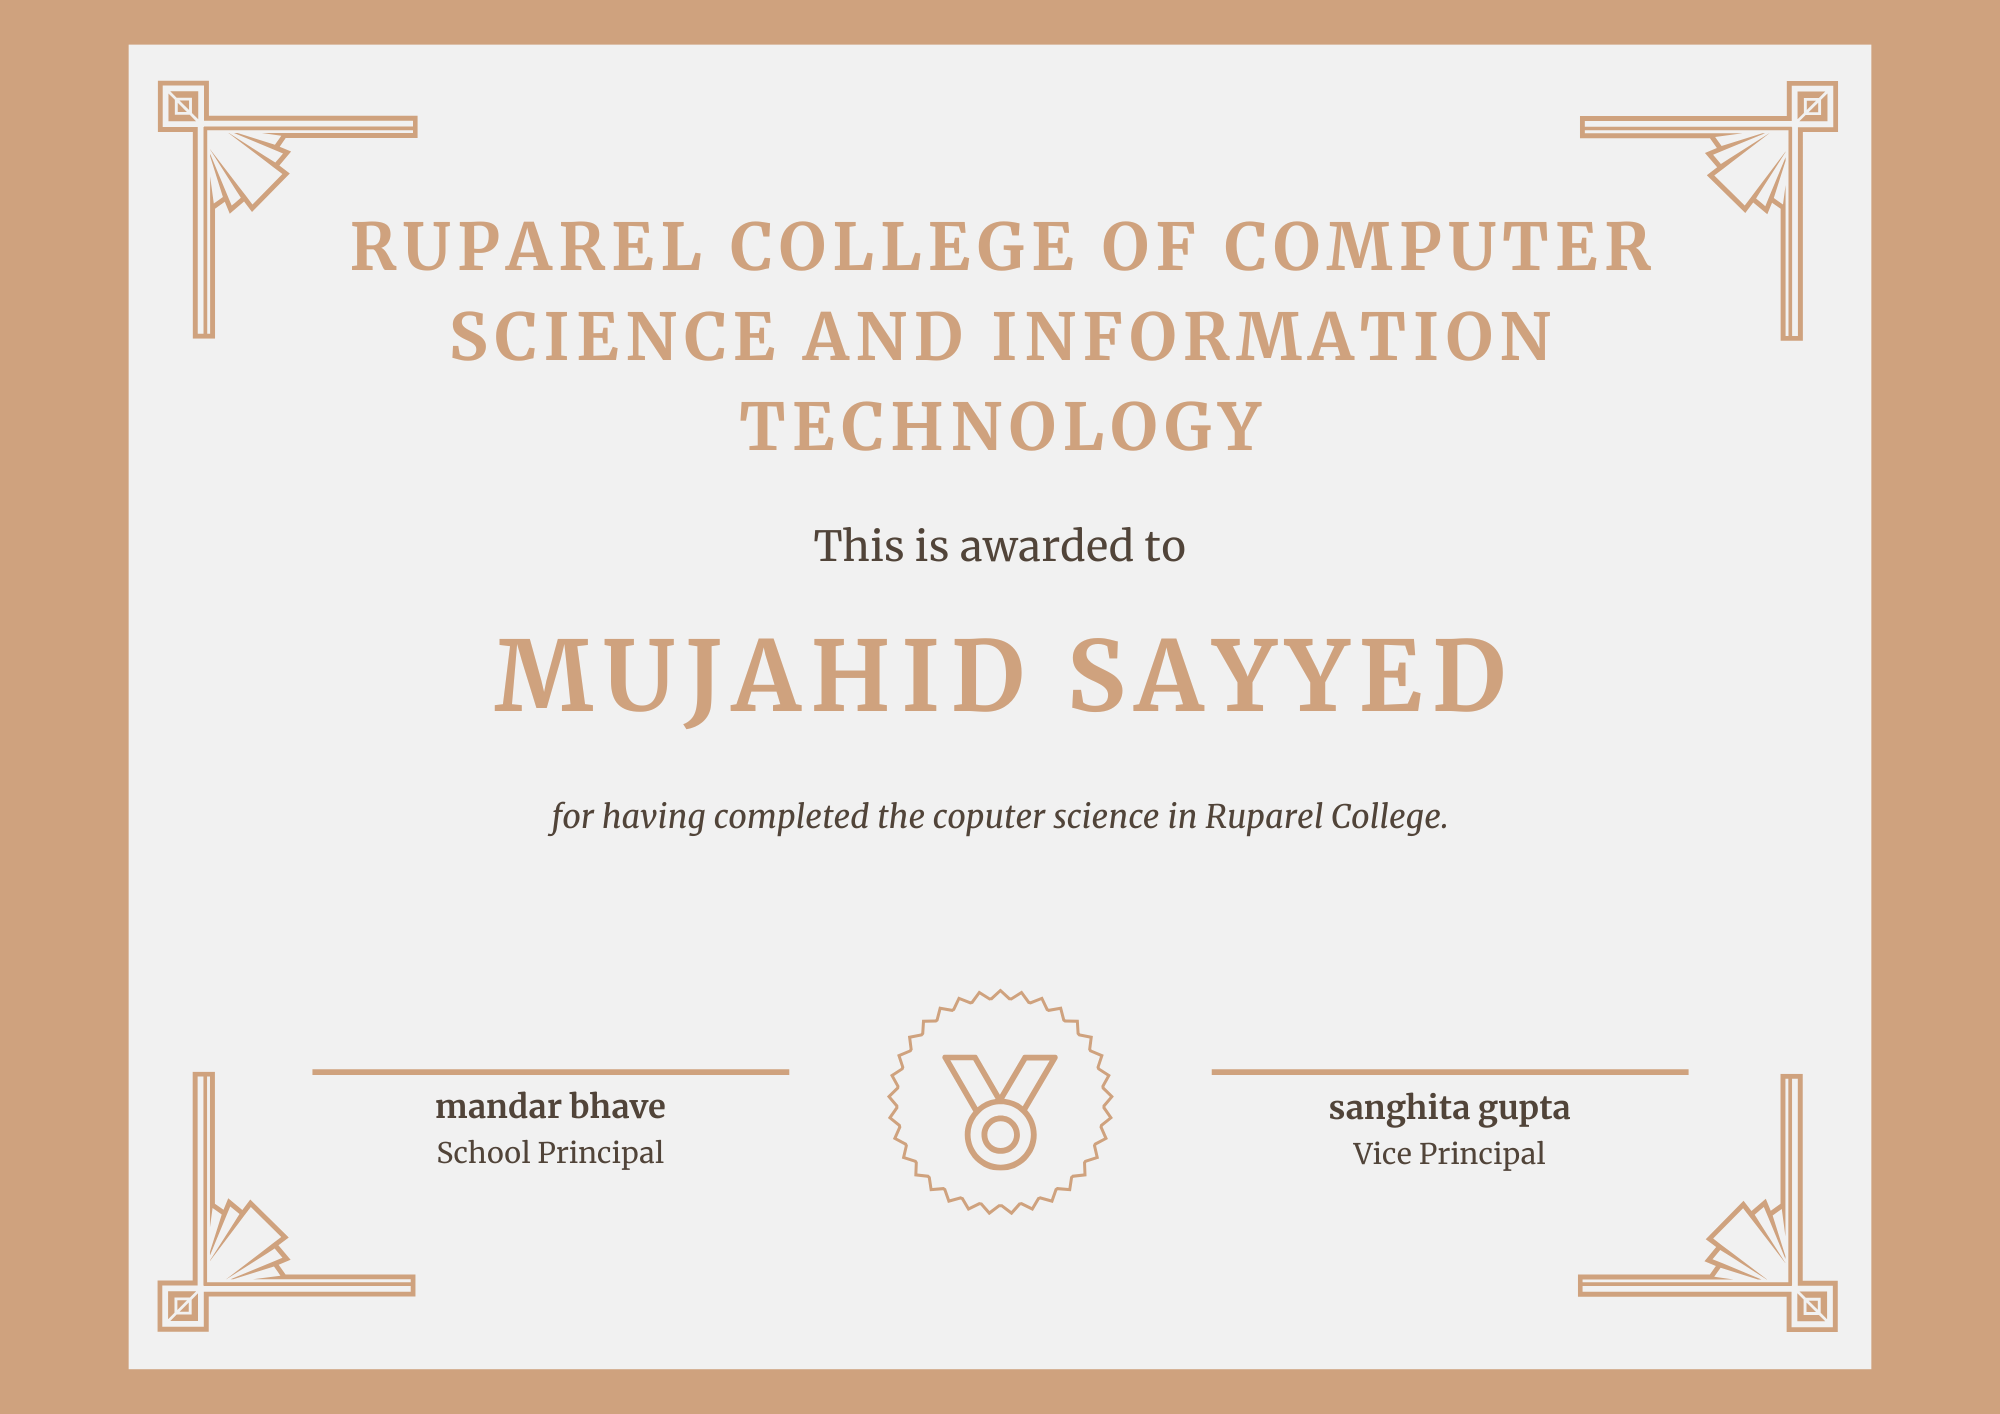 RUPAREL COLLEGE OF COMPUTER
SCIENCE AND INFORMATION
TECHNOLOGY
This is awarded to
MUJAHID SAYYED
for having completed the coputer science in Ruparel College.
mandar bhave
School Principal
sanghita gupta
Vice Principal